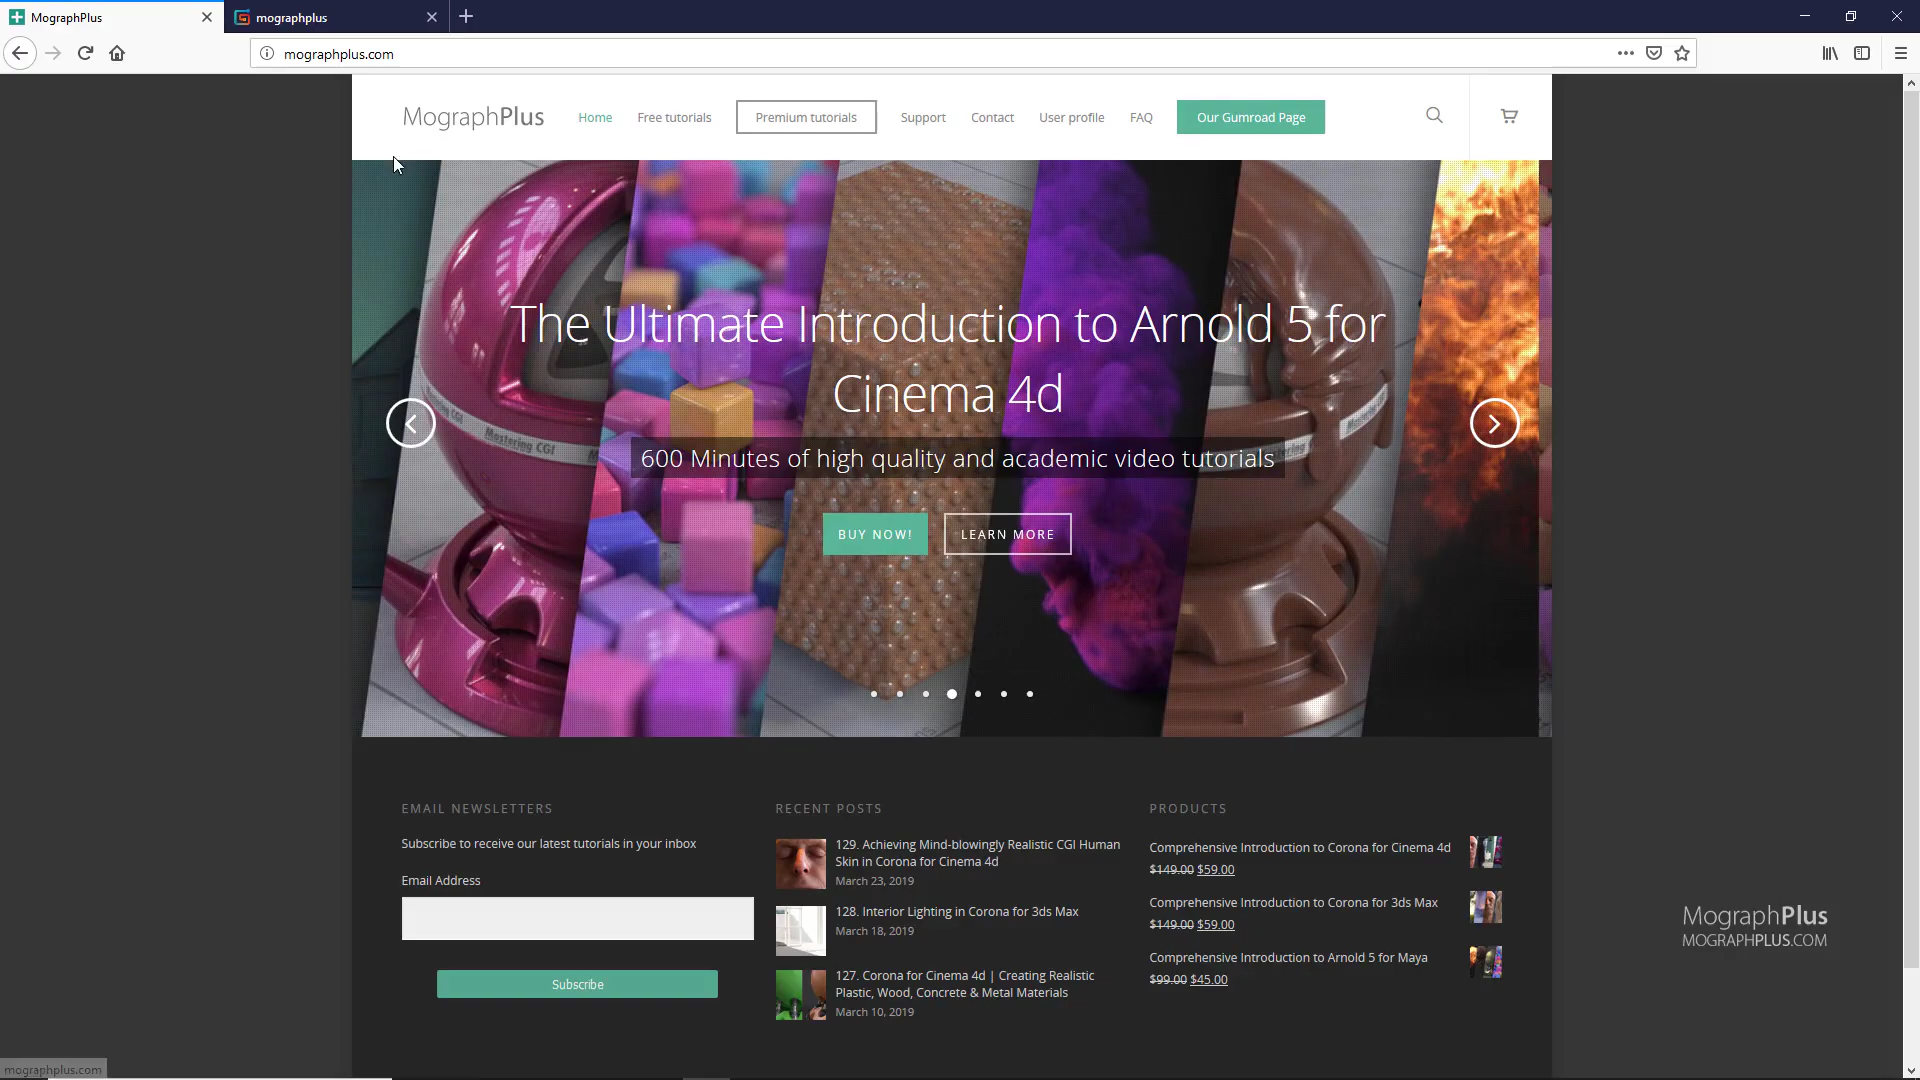 MographPlus
mographplus
mographplus.com
MographPlus
Home
Free tutorials
Premium tutorials
Support
Contact
User profile
FAQ
Our Gumroad Page
The Ultimate Introduction to Arnold 5 for
Cinema 4d
600 Minutes of high quality and academic video tutorials
Mastering CGI
BUY NOW!
LEARN MORE
EMAIL NEWSLETTERS
Subscribe to receive our latest tutorials in your inbox
Email Address
Subscribe
RECENT POSTS
129. Achieving Mind-blowingly Realistic CGI Human
Skin in Corona for Cinema 4d
March 23, 2019
128. Interior Lighting in Corona for 3ds Max
March 18, 2019
127. Corona for Cinema 4d | Creating Realistic
Plastic, Wood, Concrete & Metal Materials
March 10, 2019
PRODUCTS
Comprehensive Introduction to Corona for Cinema 4d
$149.00 $59.00
Comprehensive Introduction to Corona for 3ds Max
$149.00 $59.00
Comprehensive Introduction to Arnold 5 for Maya
$99.00 $45.00
MographPlus
MOGRAPHPLUS.COM
mographplus.com